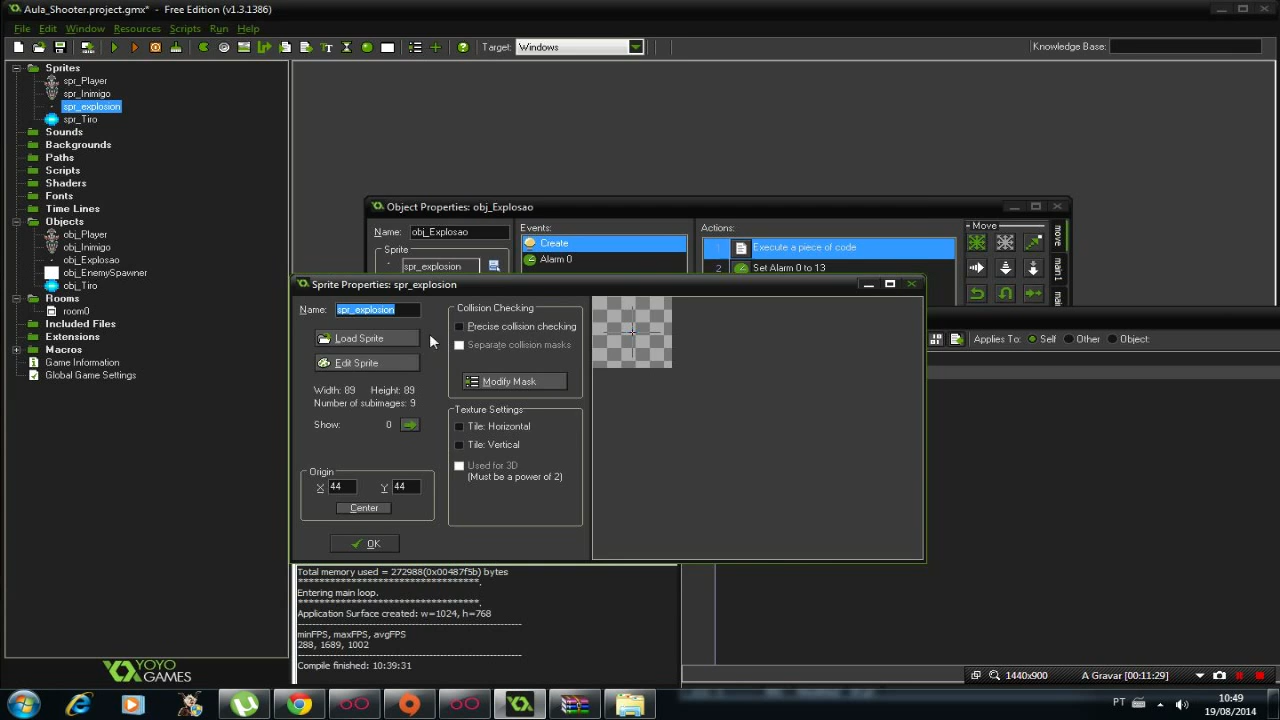 Aula_Shooter.project.gmx* - Free Edition (v1.3.1386)
File Edit Window Resources Scripts Run Help
Target: Windows Knowledge Base:
Sprites
spr_Player
spr_Inimigo
spr_explosion
spr_Tiro
Sounds
Backgrounds
Paths
Scripts
Shaders
Fonts
Time Lines
Objects
obj_Player
obj_Inimigo
obj_Explosao
obj_EnemySpawner
obj_Tiro
Rooms
room0
Included Files
Extensions
Macros
Game Information
Global Game Settings
YOYO
GAMES
Object Properties: obj_Explosao
Name: obj_Explosao
Sprite
spr_explosion
Events:
Create
Alarm 0
Actions:
1 Execute a piece of code
2 Set Alarm 0 to 13
Move
move
main1
Applies To: Self Other Object:
Sprite Properties: spr_explosion
Name: spr_explosion
Load Sprite
Edit Sprite
Width: 89 Height: 89
Number of subimages: 9
Show: 0
Origin
X 44 Y 44
Center
OK
Collision Checking
Precise collision checking
Separate collision masks
Modify Mask
Texture Settings
Tile: Horizontal
Tile: Vertical
Used for 3D
(Must be a power of 2)
Total memory used = 272988(0x00487f5b) bytes
Entering main loop.
Application Surface created: w=1024, h=768
minFPS, maxFPS, avgFPS
288, 1689, 1002
Compile finished: 10:39:31
1440x900 A Gravar [00:11:29]
PT 10:49
19/08/2014